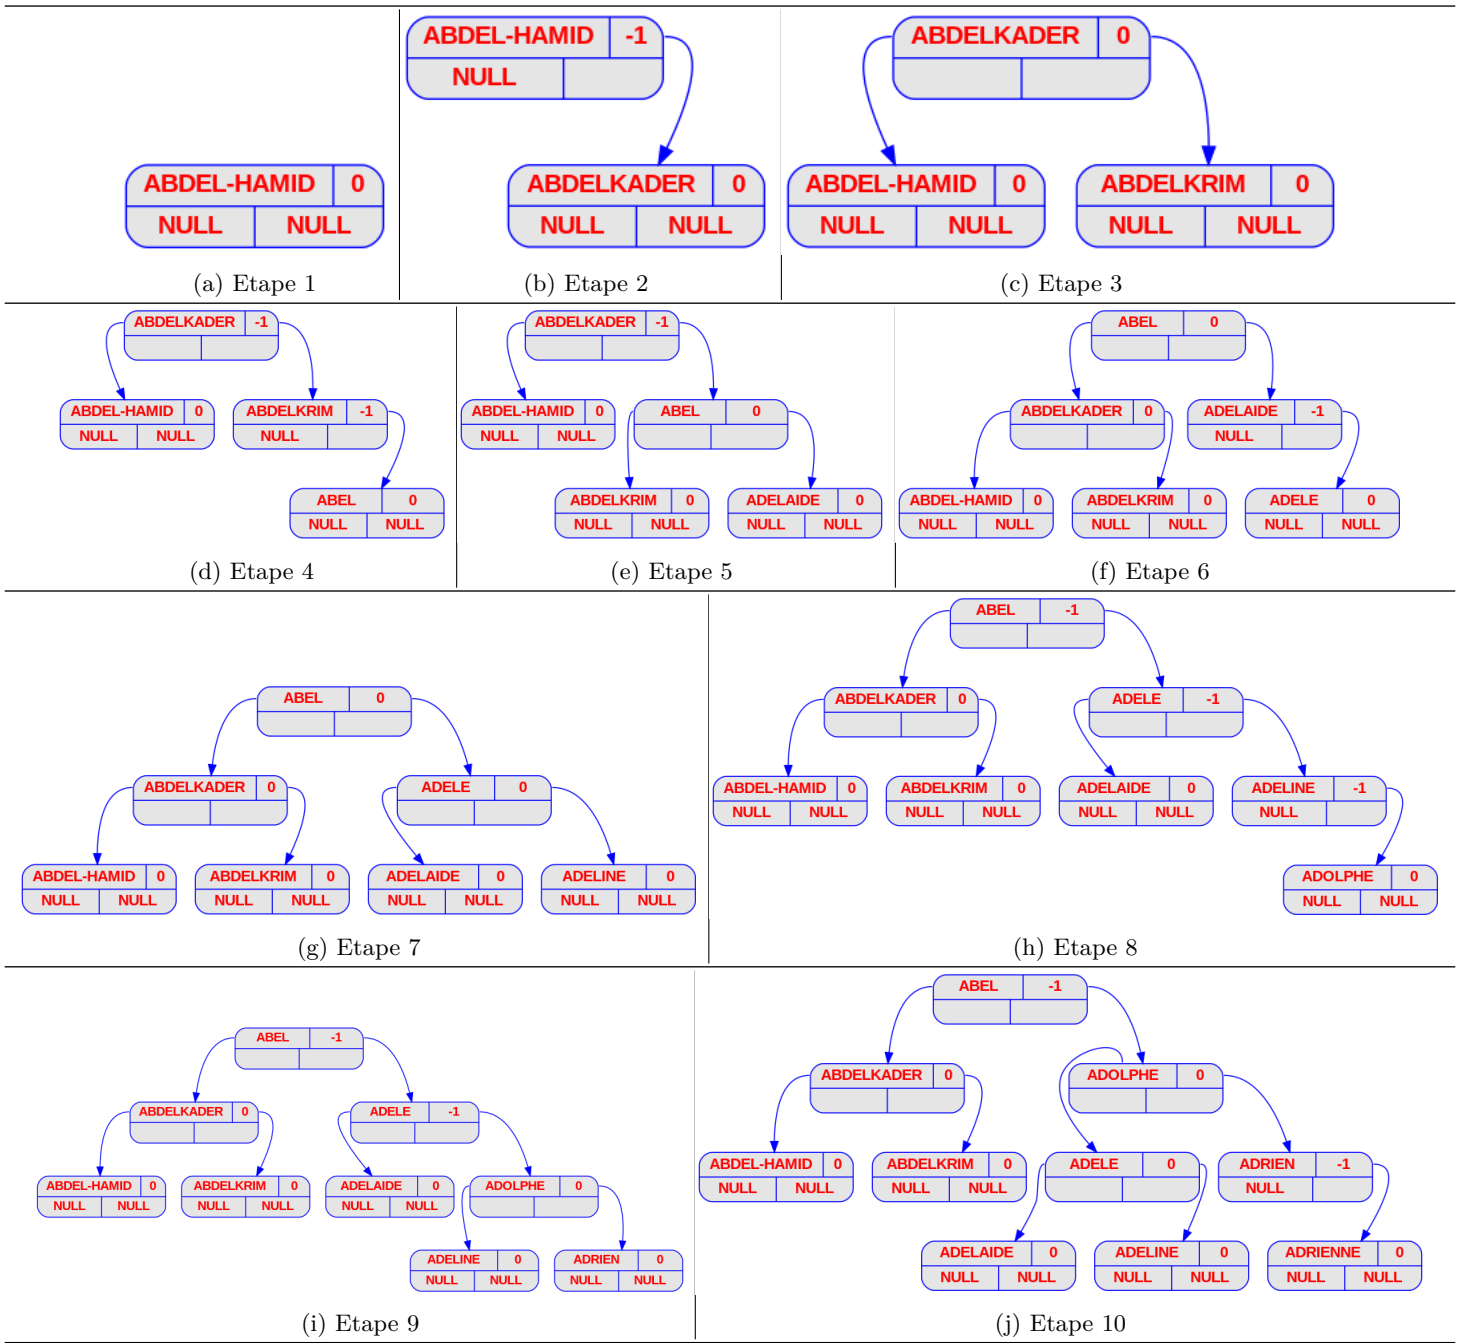 ABDEL-HAMID 0
NULL NULL
(a) Etape 1
ABDEL-HAMID -1
NULL
ABDELKADER 0
NULL NULL
(b) Etape 2
ABDELKADER 0
ABDEL-HAMID 0 ABDELKRIM 0
NULL NULL NULL NULL
(c) Etape 3
ABDELKADER -1
ABDEL-HAMID 0 ABDELKRIM -1
NULL NULL NULL
ABEL 0
NULL NULL
(d) Etape 4
ABDELKADER -1
ABDEL-HAMID 0 ABEL 0
NULL NULL
ABDELKRIM 0 ADELAIDE 0
NULL NULL NULL NULL
(e) Etape 5
ABEL 0
ABDELKADER 0 ADELAIDE -1
NULL
ABDEL-HAMID 0 ABDELKRIM 0 ADELE 0
NULL NULL NULL NULL NULL NULL
(f) Etape 6
ABEL 0
ABDELKADER 0 ADELE 0
ABDEL-HAMID 0 ABDELKRIM 0 ADELAIDE 0 ADELINE 0
NULL NULL NULL NULL NULL NULL NULL NULL
(g) Etape 7
ABEL -1
ABDELKADER 0 ADELE -1
ABDEL-HAMID 0 ABDELKRIM 0 ADELAIDE 0 ADELINE -1
NULL NULL NULL NULL NULL NULL NULL
ADOLPHE 0
NULL NULL
(h) Etape 8
ABEL -1
ABDELKADER 0 ADELE -1
ABDEL-HAMID 0 ABDELKRIM 0 ADELAIDE 0 ADOLPHE 0
NULL NULL NULL NULL NULL NULL
ADELINE 0 ADRIEN 0
NULL NULL NULL NULL
(i) Etape 9
ABEL -1
ABDELKADER 0 ADOLPHE 0
ABDEL-HAMID 0 ABDELKRIM 0 ADELE 0 ADRIEN -1
NULL NULL NULL NULL NULL
ADELAIDE 0 ADELINE 0 ADRIENNE 0
NULL NULL NULL NULL NULL NULL
(j) Etape 10